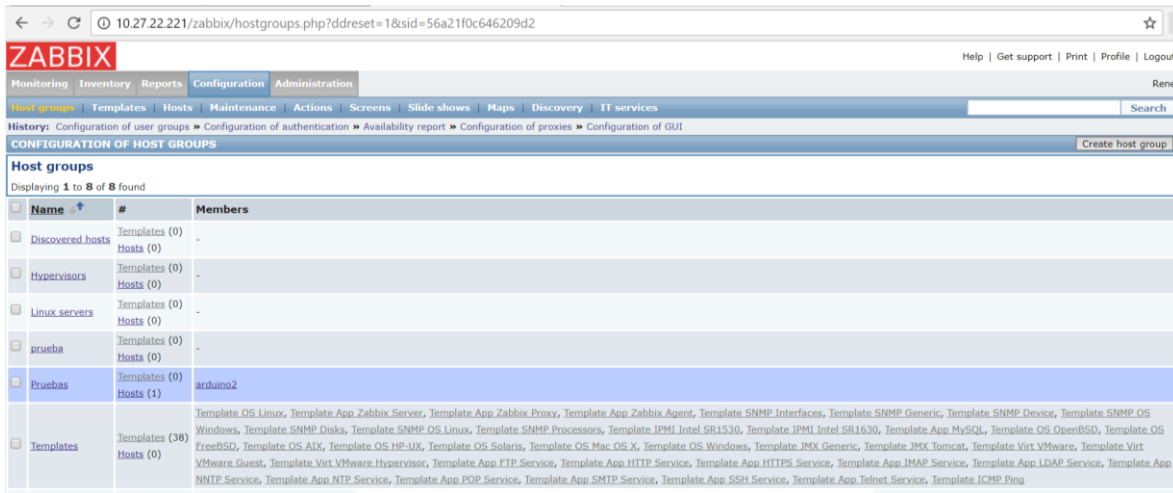 10.27.22.221/zabbix/hostgroups.php?ddreset=1&sid=56a21f0c646209d2
ZABBIX
Help | Get support | Print | Profile | Logout
Monitoring Inventory Reports Configuration Administration
Rene
Host groups | Templates | Hosts | Maintenance | Actions | Screens | Slide shows | Maps | Discovery | IT services
Search
History: Configuration of user groups » Configuration of authentication » Availability report » Configuration of proxies » Configuration of GUI
CONFIGURATION OF HOST GROUPS
Create host group
Host groups
Displaying 1 to 8 of 8 found
Name # Members
Discovered hosts Templates (0) -
Hosts (0)
Hypervisors Templates (0) -
Hosts (0)
Linux servers Templates (0) -
Hosts (0)
prueba Templates (0) -
Hosts (0)
Pruebas Templates (0) arduino2
Hosts (1)
Templates Templates (38)
Hosts (0)
Template OS Linux, Template App Zabbix Server, Template App Zabbix Proxy, Template App Zabbix Agent, Template SNMP Interfaces, Template SNMP Generic, Template SNMP Device, Template SNMP OS
Windows, Template SNMP Disks, Template SNMP OS Linux, Template SNMP Processors, Template IPMI Intel SR1530, Template IPMI Intel SR1630, Template App MySQL, Template OS OpenBSD, Template OS
FreeBSD, Template OS AIX, Template OS HP-UX, Template OS Solaris, Template OS Mac OS X, Template OS Windows, Template JMX Generic, Template JMX Tomcat, Template Virt VMware, Template Virt
VMware Guest, Template Virt VMware Hypervisor, Template App FTP Service, Template App HTTP Service, Template App HTTPS Service, Template App IMAP Service, Template App LDAP Service, Template App
NNTP Service, Template App NTP Service, Template App POP Service, Template App SMTP Service, Template App SSH Service, Template App Telnet Service, Template ICMP Ping